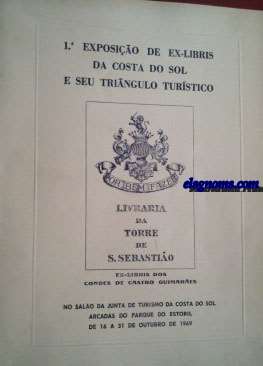 1.ª EXPOSIÇÃO DE EX-LIBRIS
DA COSTA DO SOL
E SEU TRIÂNGULO TURÍSTICO
elagnoma.com
LIVRARIA
DA
TORRE
DE
S. SEBASTIÃO
EX-LIBRIS DOS
CONDES DE CASTRO GUIMARÃES
NO SALÃO DA JUNTA DE TURISMO DA COSTA DO SOL
ARCADAS DO PARQUE DO ESTORIL
DE 16 A 31 DE OUTUBRO DE 1969